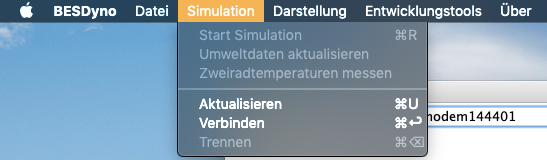 BESDyno Datei Simulation Darstellung Entwicklungstools Über
Start Simulation ⌘R
Umweltdaten aktualisieren
Zweiradtemperaturen messen
Aktualisieren ⌘U
modem144401
Verbinden ⌘↩
Trennen ⌘⌫